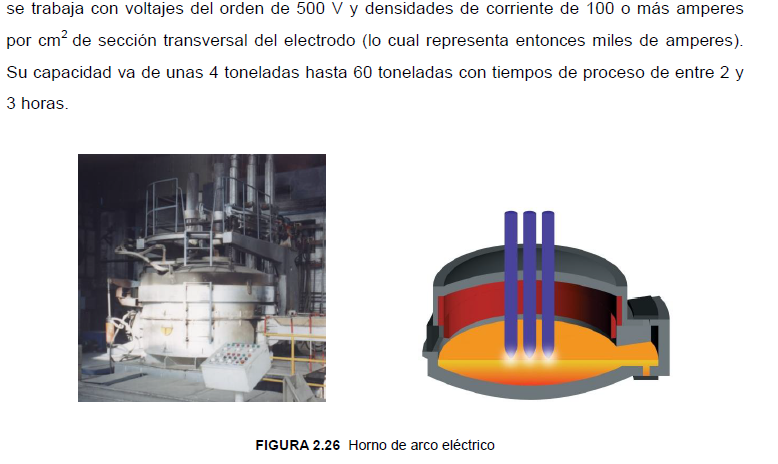 se trabaja con voltajes del orden de 500 V y densidades de corriente de 100 o más amperes
por cm² de sección transversal del electrodo (lo cual representa entonces miles de amperes).
Su capacidad va de unas 4 toneladas hasta 60 toneladas con tiempos de proceso de entre 2 y
3 horas.
FIGURA 2.26 Horno de arco eléctrico